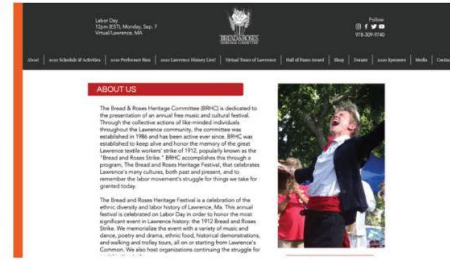 Labor Day
12pm (EST), Monday, Sep. 7
Virtual/Lawrence, MA
BREAD & ROSES
HERITAGE COMMITTEE
Follow
978-309-9740
About | 2020 Schedule & Activities | 2020 Performer Bios | 2020 Lawrence History Live! | Virtual Tours of Lawrence | Hall of Fame Award | Shop | Donate | 2020 Sponsors | Media | Conta
ABOUT US
The Bread & Roses Heritage Committee (BRHC) is dedicated to
the presentation of an annual free music and cultural festival.
Through the collective actions of like-minded individuals
throughout the Lawrence community, the committee was
established in 1986 and has been active ever since. BRHC was
established to keep alive and honor the memory of the great
Lawrence textile workers' strike of 1912, popularly known as the
"Bread and Roses Strike." BRHC accomplishes this through a
program, The Bread and Roses Heritage Festival, that celebrates
Lawrence's many cultures, both past and present, and to
remember the labor movement's struggle for things we take for
granted today.
The Bread and Roses Heritage Festival is a celebration of the
ethnic diversity and labor history of Lawrence, Ma. This annual
festival is celebrated on Labor Day in order to honor the most
significant event in Lawrence history: the 1912 Bread and Roses
Strike. We memorialize the event with a variety of music and
dance, poetry and drama, ethnic food, historical demonstrations,
and walking and trolley tours, all on or starting from Lawrence's
Common. We also host organizations continuing the struggle for